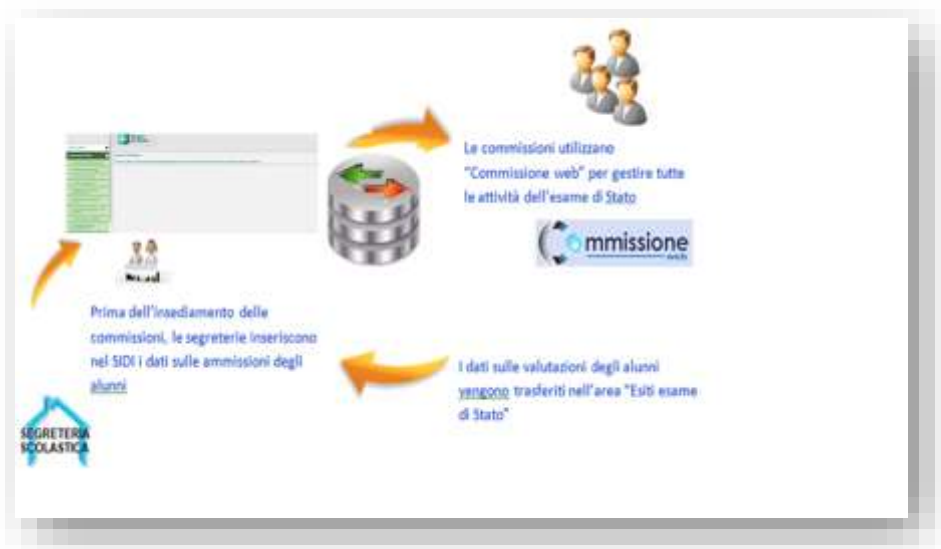 Le commissioni utilizzano
"Commissione web" per gestire tutte
le attività dell'esame di Stato
mmissione
web
Prima dell'insediamento delle
commissioni, le segreterie inseriscono
nel SIDI i dati sulle ammissioni degli
alunni
I dati sulle valutazioni degli alunni
vengono trasferiti nell'area "Esiti esame
di Stato"
SEGRETERIA
SCOLASTICA